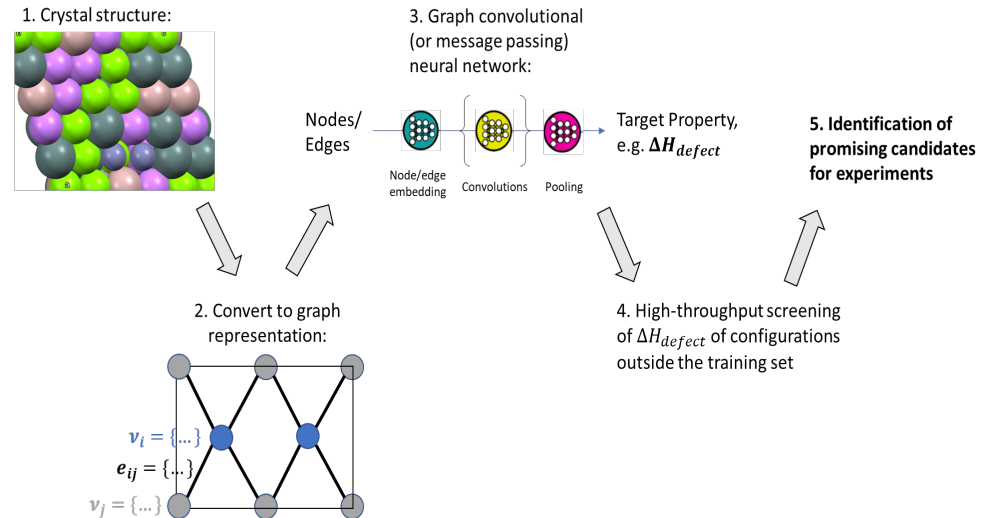 1. Crystal structure:
3. Graph convolutional
(or message passing)
neural network:
Nodes/
Edges
Node/edge
embedding
Convolutions
Pooling
Target Property,
e.g. ΔH_defect
5. Identification of
promising candidates
for experiments
2. Convert to graph
representation:
ν_i = {…}
e_ij = {…}
ν_j = {…}
4. High-throughput screening
of ΔH_defect of configurations
outside the training set